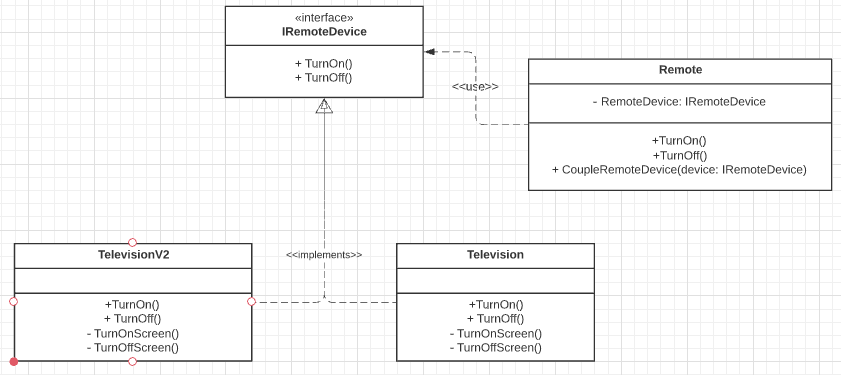 «interface»
IRemoteDevice
+ TurnOn()
+ TurnOff()
<<use>>
Remote
- RemoteDevice: IRemoteDevice
+TurnOn()
+TurnOff()
+ CoupleRemoteDevice(device: IRemoteDevice)
<<implements>>
TelevisionV2
+TurnOn()
+ TurnOff()
- TurnOnScreen()
- TurnOffScreen()
Television
+TurnOn()
+ TurnOff()
- TurnOnScreen()
- TurnOffScreen()